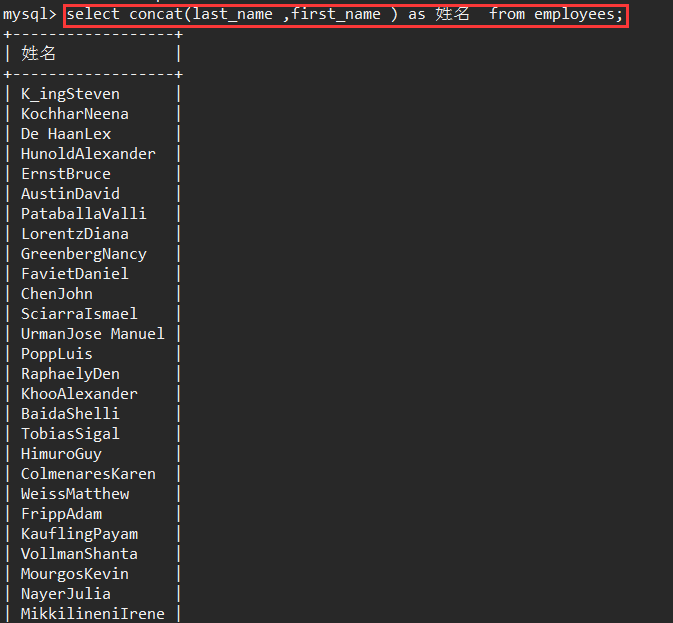 mysql> select concat(last_name ,first_name ) as 姓名  from employees;
+------------------+
| 姓名             |
+------------------+
| K_ingSteven      |
| KochharNeena     |
| De HaanLex       |
| HunoldAlexander  |
| ErnstBruce       |
| AustinDavid      |
| PataballaValli   |
| LorentzDiana     |
| GreenbergNancy   |
| FavietDaniel     |
| ChenJohn         |
| SciarraIsmael    |
| UrmanJose Manuel |
| PoppLuis         |
| RaphaelyDen      |
| KhooAlexander    |
| BaidaShelli      |
| TobiasSigal      |
| HimuroGuy        |
| ColmenaresKaren  |
| WeissMatthew     |
| FrippAdam        |
| KauflingPayam    |
| VollmanShanta    |
| MourgosKevin     |
| NayerJulia       |
| MikkilineniIrene |